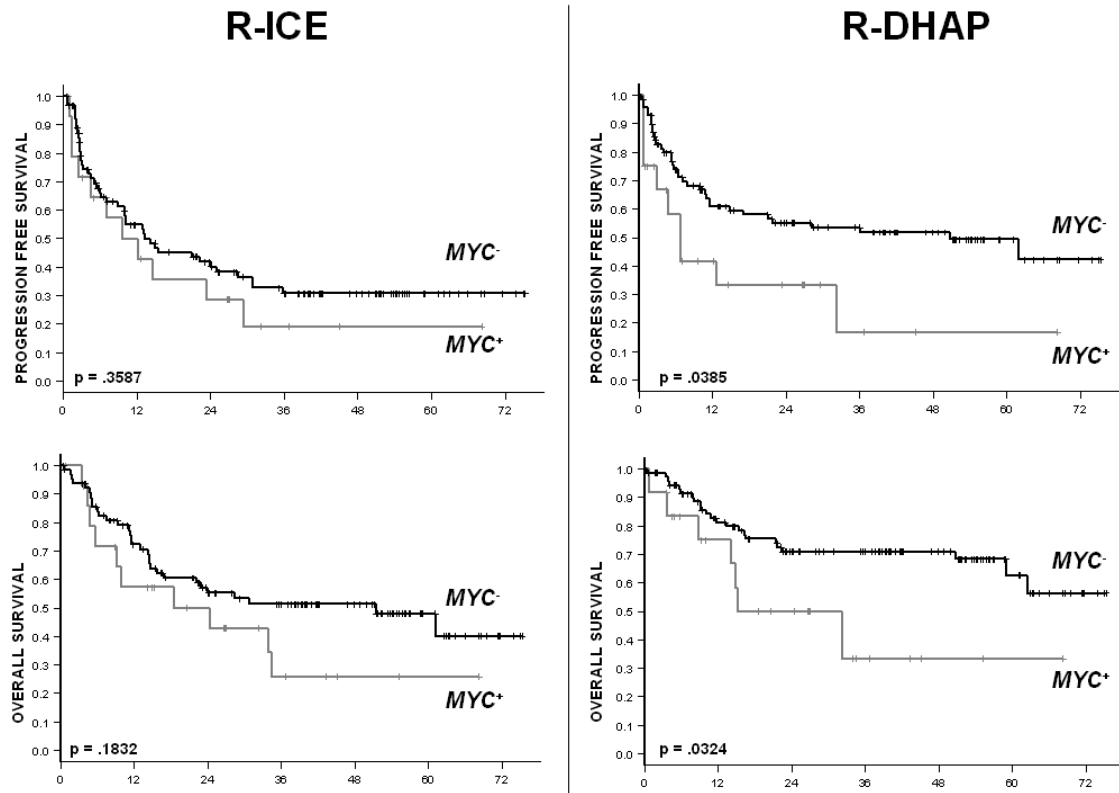 R-ICE
R-DHAP
PROGRESSION FREE SURVIVAL
1.0
0.9
0.8
0.7
0.6
0.5
0.4
0.3
0.2
0.1
0.0
MYC-
MYC+
p = .3587
0 12 24 36 48 60 72
PROGRESSION FREE SURVIVAL
1.0
0.9
0.8
0.7
0.6
0.5
0.4
0.3
0.2
0.1
0.0
MYC-
MYC+
p = .0385
0 12 24 36 48 60 72
OVERALL SURVIVAL
1.0
0.9
0.8
0.7
0.6
0.5
0.4
0.3
0.2
0.1
0.0
MYC-
MYC+
p = .1832
0 12 24 36 48 60 72
OVERALL SURVIVAL
1.0
0.9
0.8
0.7
0.6
0.5
0.4
0.3
0.2
0.1
0.0
MYC-
MYC+
p = .0324
0 12 24 36 48 60 72